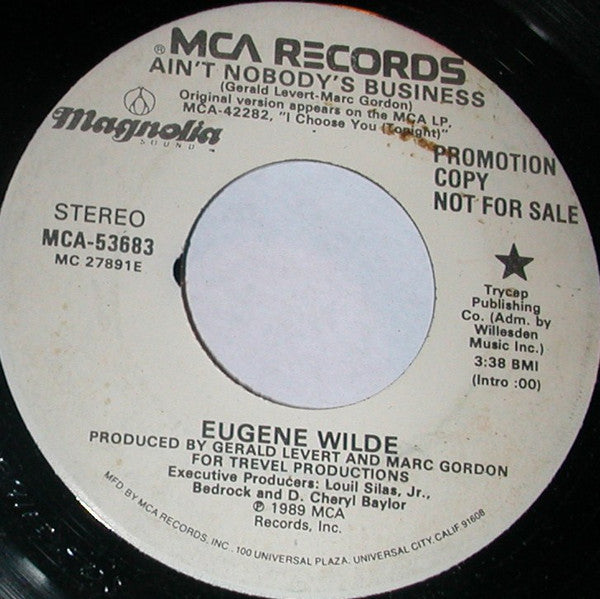 ® MCA RECORDS
AIN'T NOBODY'S BUSINESS
(Gerald Levert-Marc Gordon)
Original version appears on the MCA LP,
MCA-42282, "I Choose You (Tonight)"
Magnolia
SOUND
PROMOTION
COPY
NOT FOR SALE
STEREO
MCA-53683
MC 27891E
Trycep
Publishing
Co. (Adm. by
Willesden
Music Inc.)
3:38 BMI
(Intro :00)
EUGENE WILDE
PRODUCED BY GERALD LEVERT AND MARC GORDON
FOR TREVEL PRODUCTIONS
Executive Producers: Louil Silas, Jr.,
Bedrock and D. Cheryl Baylor
℗ 1989 MCA
Records, Inc.
MFD BY MCA RECORDS, INC. 100 UNIVERSAL PLAZA. UNIVERSAL CITY, CALIF. 91608